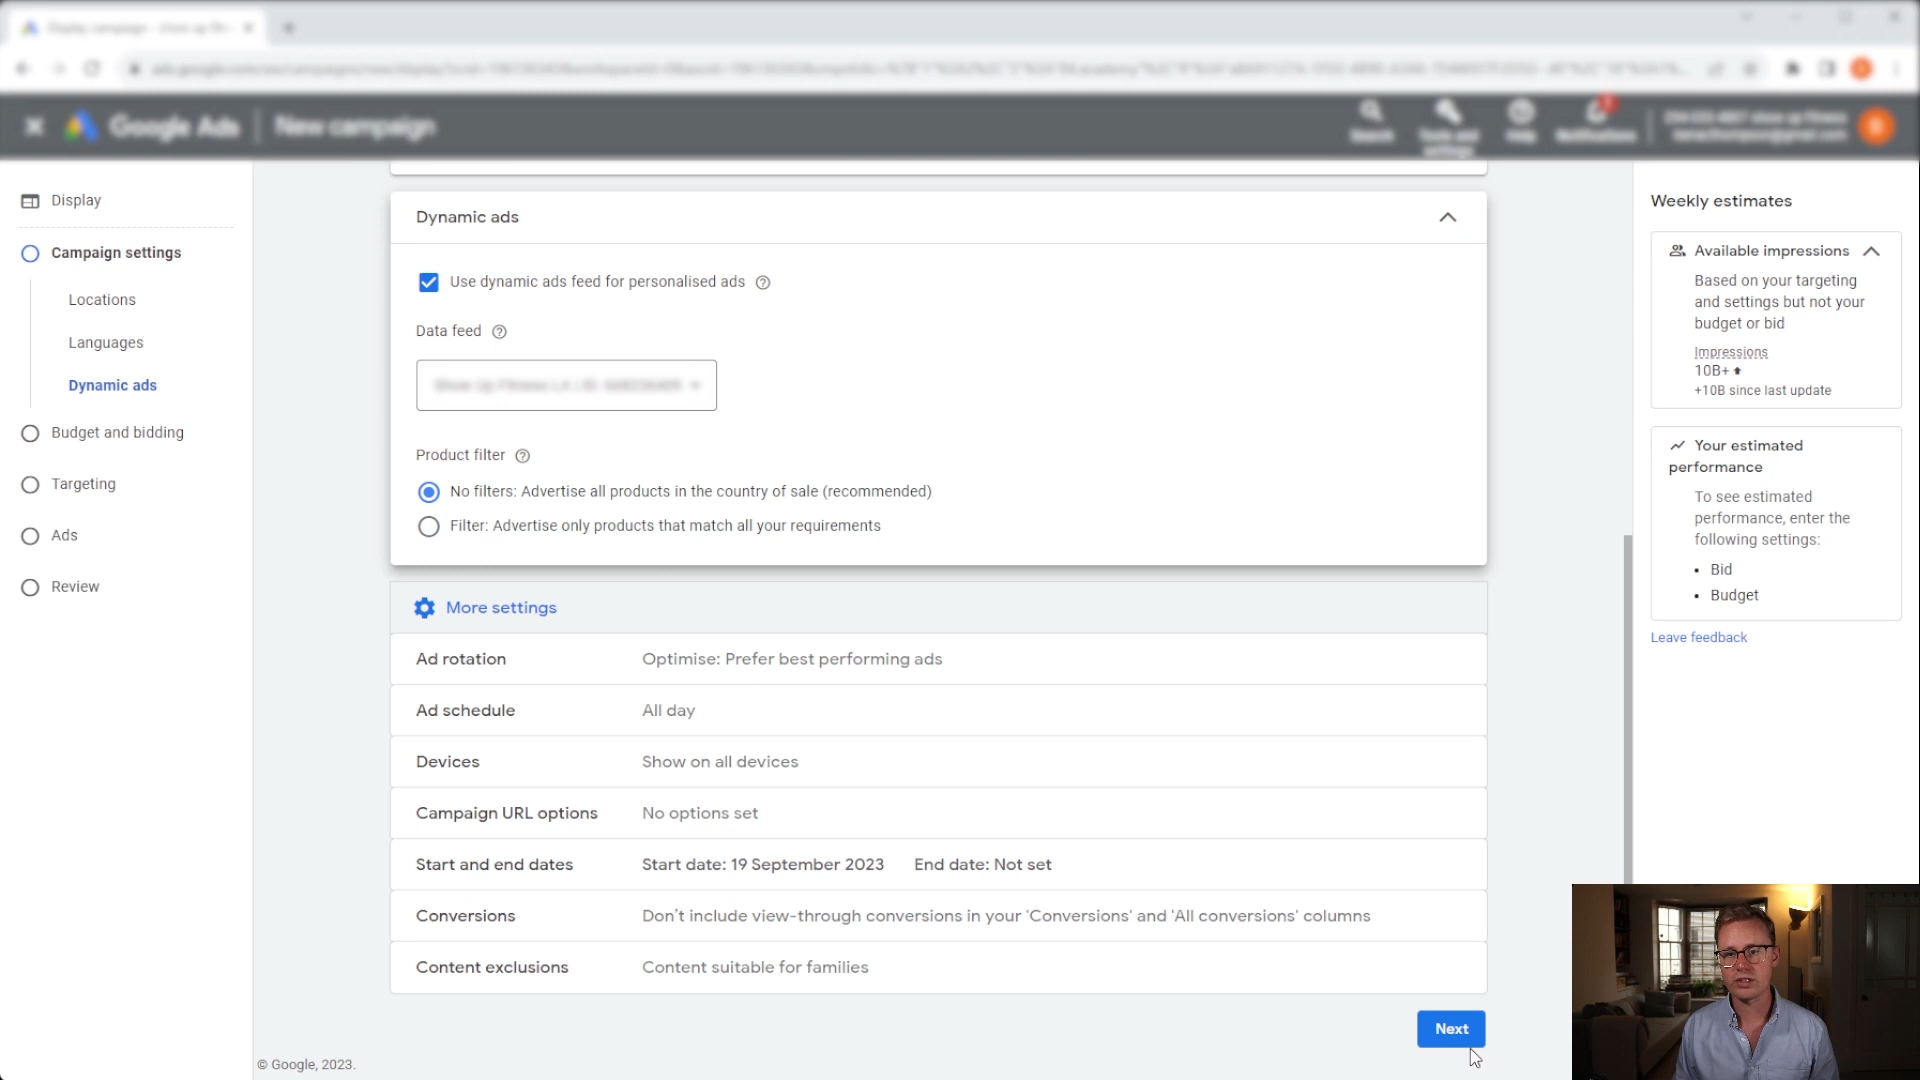 Google Ads
New campaign
Search
Tools and
settings
Help
Notifications
Display
Campaign settings
Locations
Languages
Dynamic ads
Budget and bidding
Targeting
Ads
Review
Dynamic ads
Use dynamic ads feed for personalised ads
Data feed
Product filter
No filters: Advertise all products in the country of sale (recommended)
Filter: Advertise only products that match all your requirements
More settings
Ad rotation Optimise: Prefer best performing ads
Ad schedule All day
Devices Show on all devices
Campaign URL options No options set
Start and end dates Start date: 19 September 2023 End date: Not set
Conversions Don't include view-through conversions in your 'Conversions' and 'All conversions' columns
Content exclusions Content suitable for families
Next
© Google, 2023.
Weekly estimates
Available impressions
Based on your targeting
and settings but not your
budget or bid
Impressions
10B+
+10B since last update
Your estimated
performance
To see estimated
performance, enter the
following settings:
• Bid
• Budget
Leave feedback